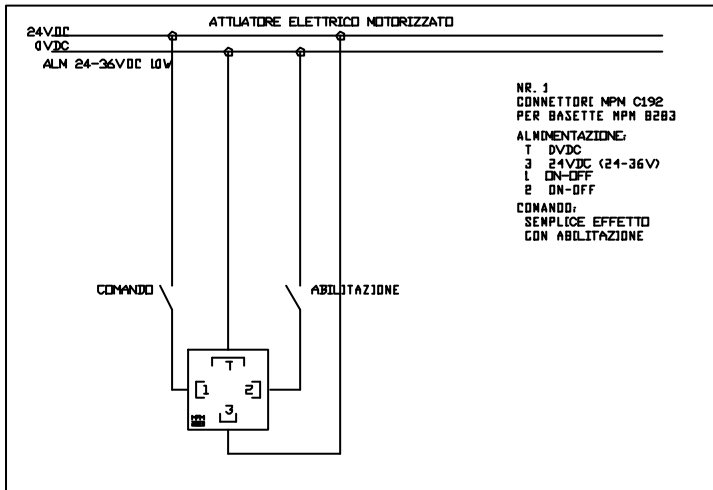 ATTUATORE ELETTRICO MOTORIZZATO
24VDC
0VDC
ALM 24-36VDC 10W
NR. 1
CONNETTORE MPM C192
PER BASETTE MPM B283
ALIMENTAZIONE:
T 0VDC
3 24VDC (24-36V)
1 ON-OFF
2 ON-OFF
COMANDO:
SEMPLICE EFFETTO
CON ABILITAZIONE
COMANDO
ABILITAZIONE
T
1 2
3